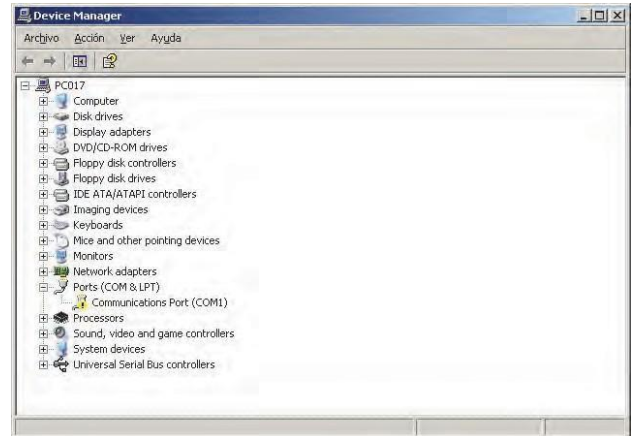 Device Manager
Archivo Acción Ver Ayuda
PC017
Computer
Disk drives
Display adapters
DVD/CD-ROM drives
Floppy disk controllers
Floppy disk drives
IDE ATA/ATAPI controllers
Imaging devices
Keyboards
Mice and other pointing devices
Monitors
Network adapters
Ports (COM & LPT)
Communications Port (COM1)
Processors
Sound, video and game controllers
System devices
Universal Serial Bus controllers